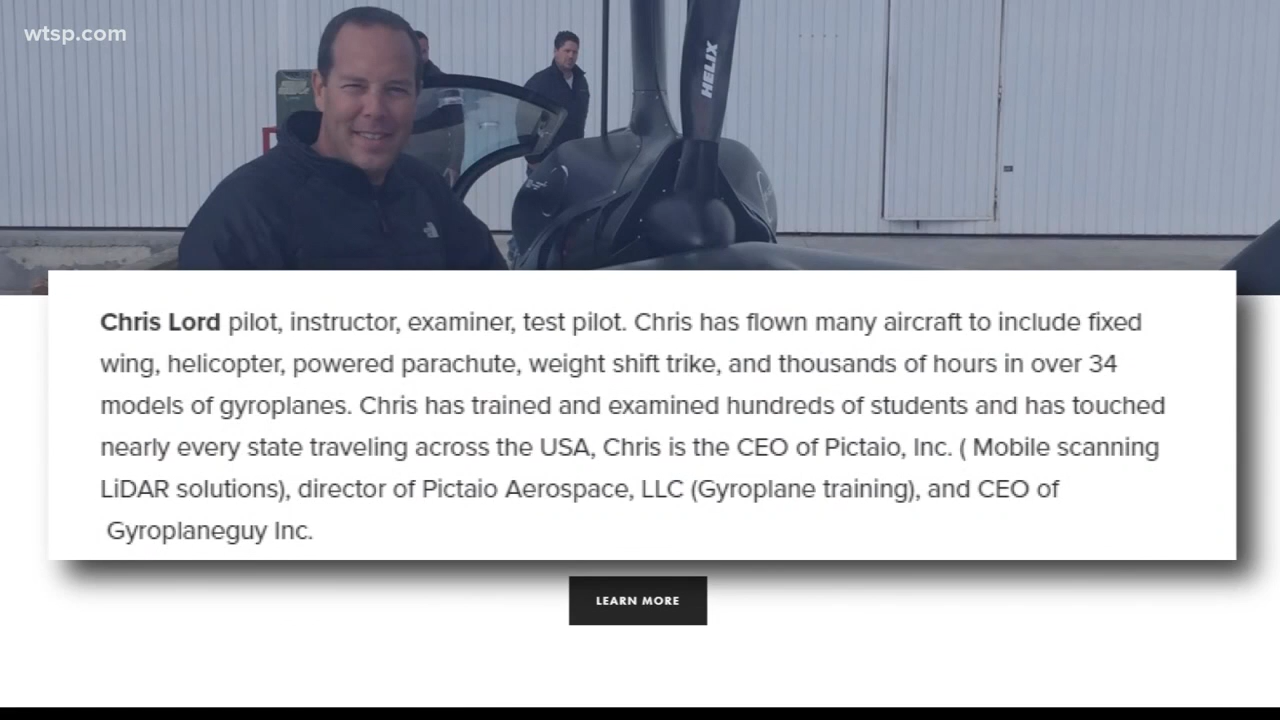 wtsp.com
HELIX
Chris Lord pilot, instructor, examiner, test pilot. Chris has flown many aircraft to include fixed
wing, helicopter, powered parachute, weight shift trike, and thousands of hours in over 34
models of gyroplanes. Chris has trained and examined hundreds of students and has touched
nearly every state traveling across the USA, Chris is the CEO of Pictaio, Inc. ( Mobile scanning
LiDAR solutions), director of Pictaio Aerospace, LLC (Gyroplane training), and CEO of
Gyroplaneguy Inc.
LEARN MORE